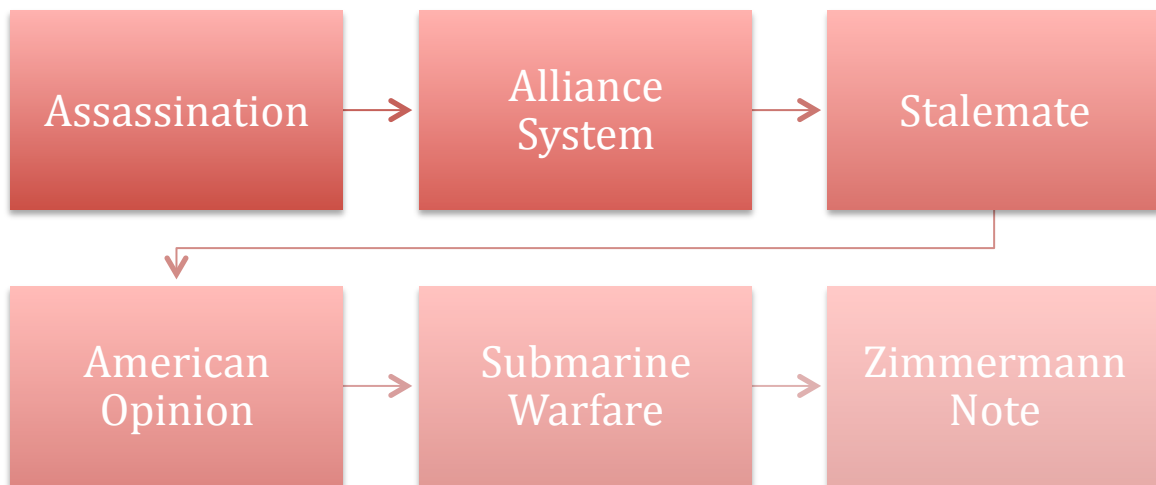 Assassination
Alliance
System
Stalemate
American
Opinion
Submarine
Warfare
Zimmermann
Note